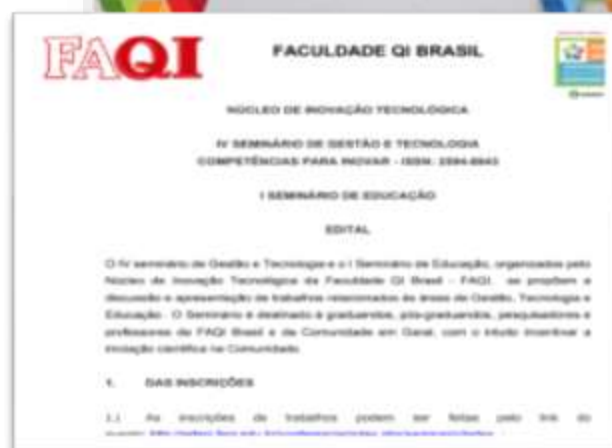 FAQI
FACULDADE QI BRASIL
NÚCLEO DE INOVAÇÃO TECNOLÓGICA
IV SEMINÁRIO DE GESTÃO E TECNOLOGIA
COMPETÊNCIAS PARA INOVAR - ISSN:
I SEMINÁRIO DE EDUCAÇÃO
EDITAL
O IV seminário de Gestão e Tecnologia e o I Seminário de Educação, organizados pelo
Núcleo de Inovação Tecnológica da Faculdade QI Brasil - FAQI, se propõem a
discussão e apresentação de trabalhos relacionados às áreas de Gestão, Tecnologia e
Educação. O Seminário é destinado à graduandos, pós-graduandos, pesquisadores e
professores do FAQI Brasil e da Comunidade em Geral, com o intuito incentivar a
iniciação científica na Comunidade.
1. DAS INSCRIÇÕES
1.1 As inscrições de trabalhos podem ser feitas pelo link do